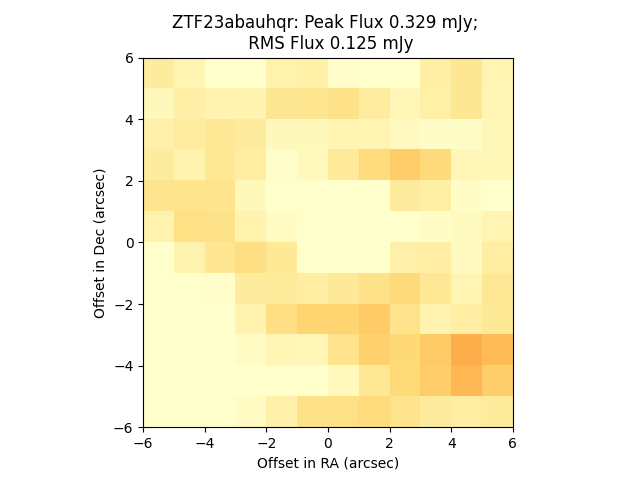 ZTF23abauhqr: Peak Flux 0.329 mJy;
RMS Flux 0.125 mJy
6
4
2
0
−2
−4
−6
Offset in Dec (arcsec)
−6 −4 −2 0 2 4 6
Offset in RA (arcsec)